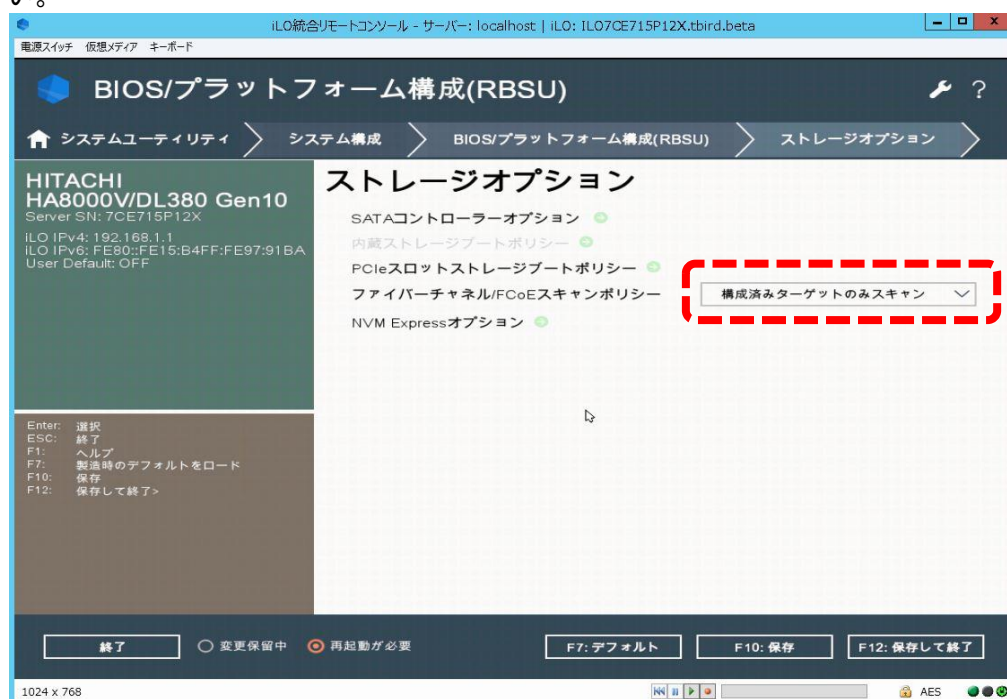 い。
iLO統合リモートコンソール - サーバー: localhost | iLO: ILO7CE715P12X.tbird.beta
電源スイッチ 仮想メディア キーボード
BIOS/プラットフォーム構成(RBSU)
?
システムユーティリティ
システム構成
BIOS/プラットフォーム構成(RBSU)
ストレージオプション
HITACHI
HA8000V/DL380 Gen10
Server SN: 7CE715P12X
iLO IPv4: 192.168.1.1
iLO IPv6: FE80::FE15:B4FF:FE97:91BA
User Default: OFF
Enter: 選択
ESC: 終了
F1: ヘルプ
F7: 製造時のデフォルトをロード
F10: 保存
F12: 保存して終了>
ストレージオプション
SATAコントローラーオプション
内蔵ストレージブートポリシー
PCIeスロットストレージブートポリシー
ファイバーチャネル/FCoEスキャンポリシー 構成済みターゲットのみスキャン
NVM Expressオプション
終了
変更保留中
再起動が必要
F7: デフォルト
F10: 保存
F12: 保存して終了
1024 x 768
AES